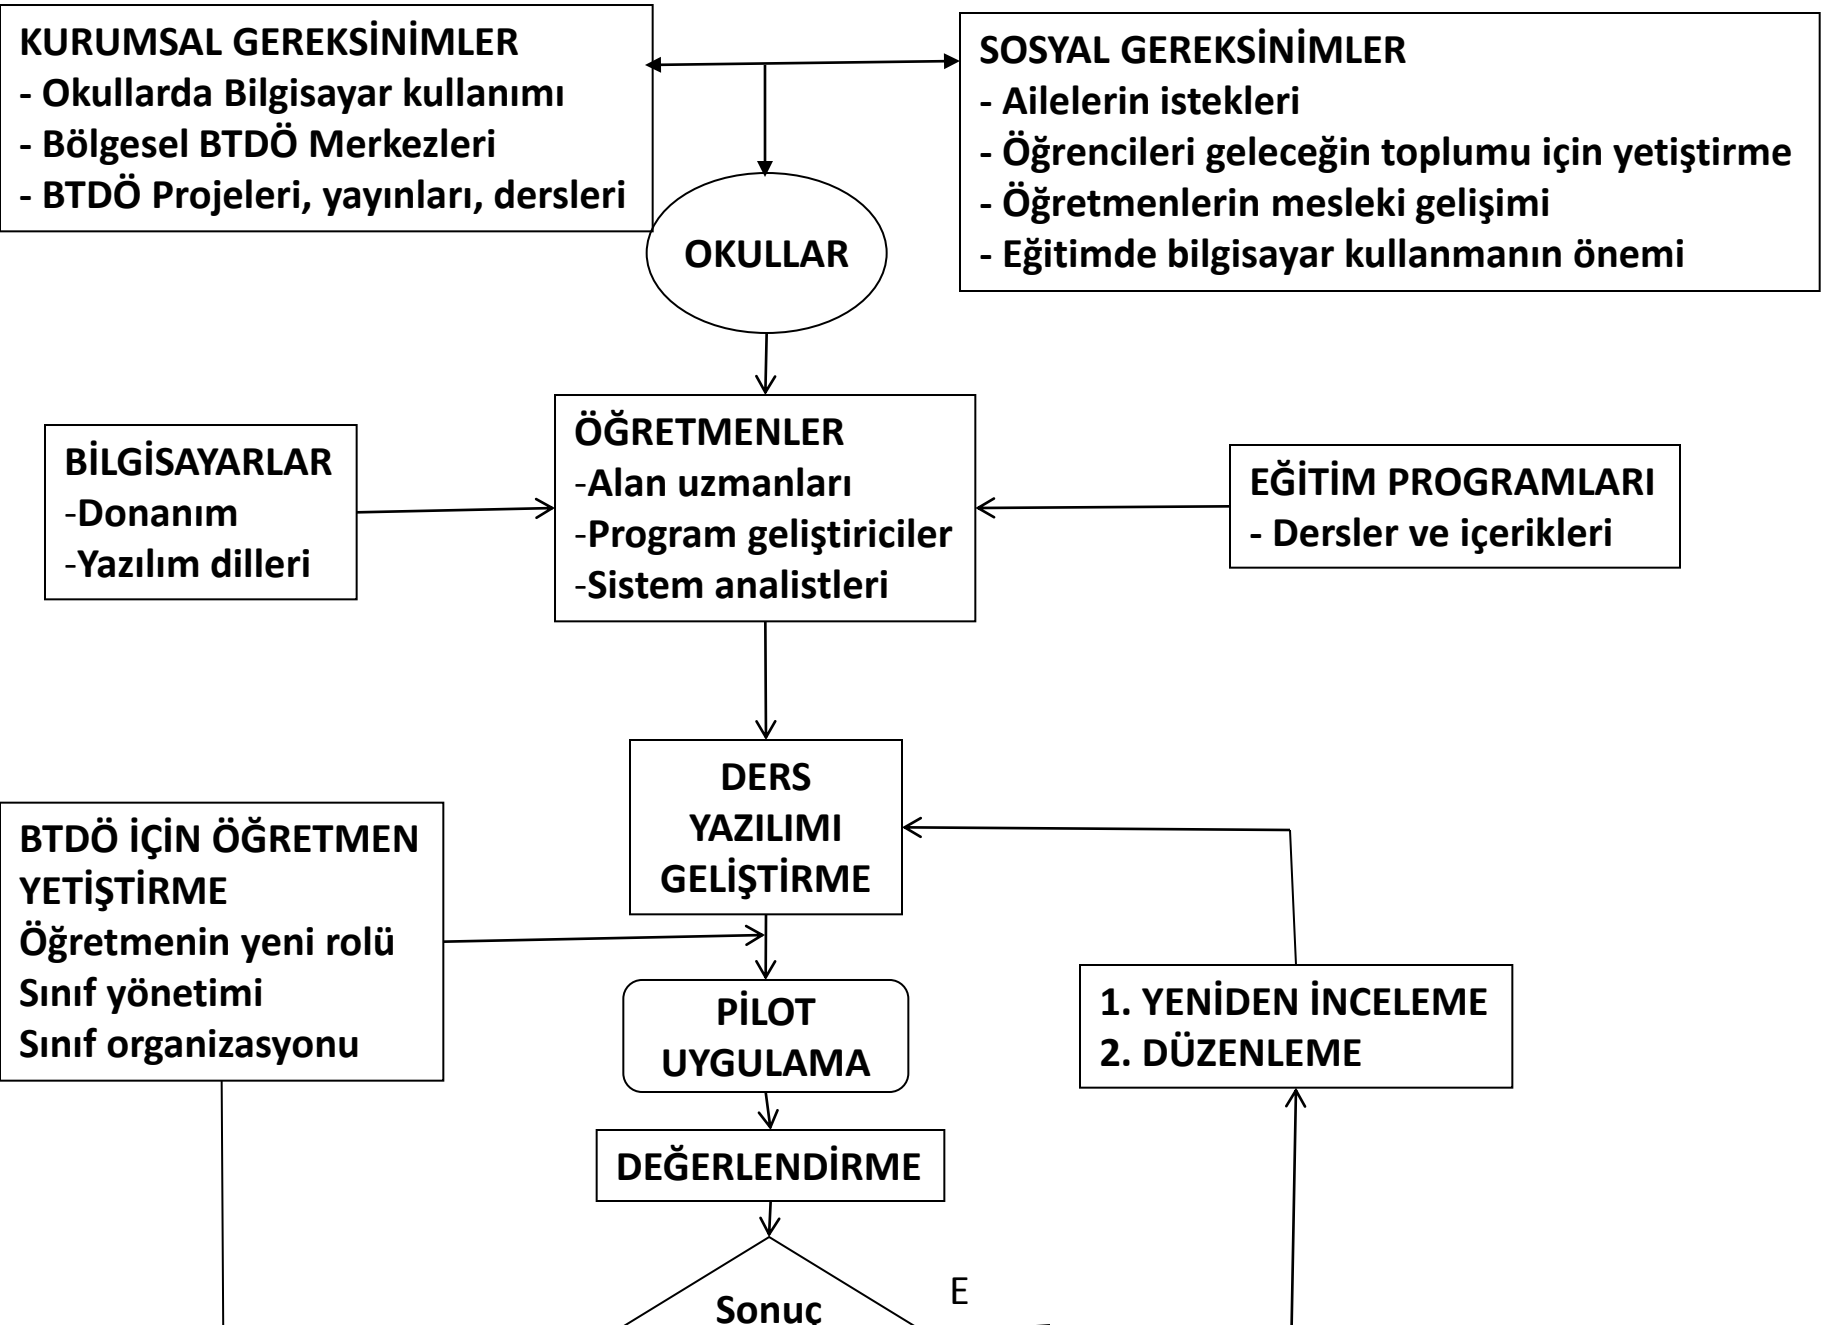 KURUMSAL GEREKSİNİMLER
- Okullarda Bilgisayar kullanımı
- Bölgesel BTDÖ Merkezleri
- BTDÖ Projeleri, yayınları, dersleri
SOSYAL GEREKSİNİMLER
- Ailelerin istekleri
- Öğrencileri geleceğin toplumu için yetiştirme
- Öğretmenlerin mesleki gelişimi
- Eğitimde bilgisayar kullanmanın önemi
OKULLAR
BİLGİSAYARLAR
-Donanım
-Yazılım dilleri
ÖĞRETMENLER
-Alan uzmanları
-Program geliştiriciler
-Sistem analistleri
EĞİTİM PROGRAMLARI
- Dersler ve içerikleri
DERS
YAZILIMI
GELİŞTİRME
BTDÖ İÇİN ÖĞRETMEN
YETİŞTİRME
Öğretmenin yeni rolü
Sınıf yönetimi
Sınıf organizasyonu
PİLOT
UYGULAMA
1. YENİDEN İNCELEME
2. DÜZENLEME
DEĞERLENDİRME
E
Sonuç